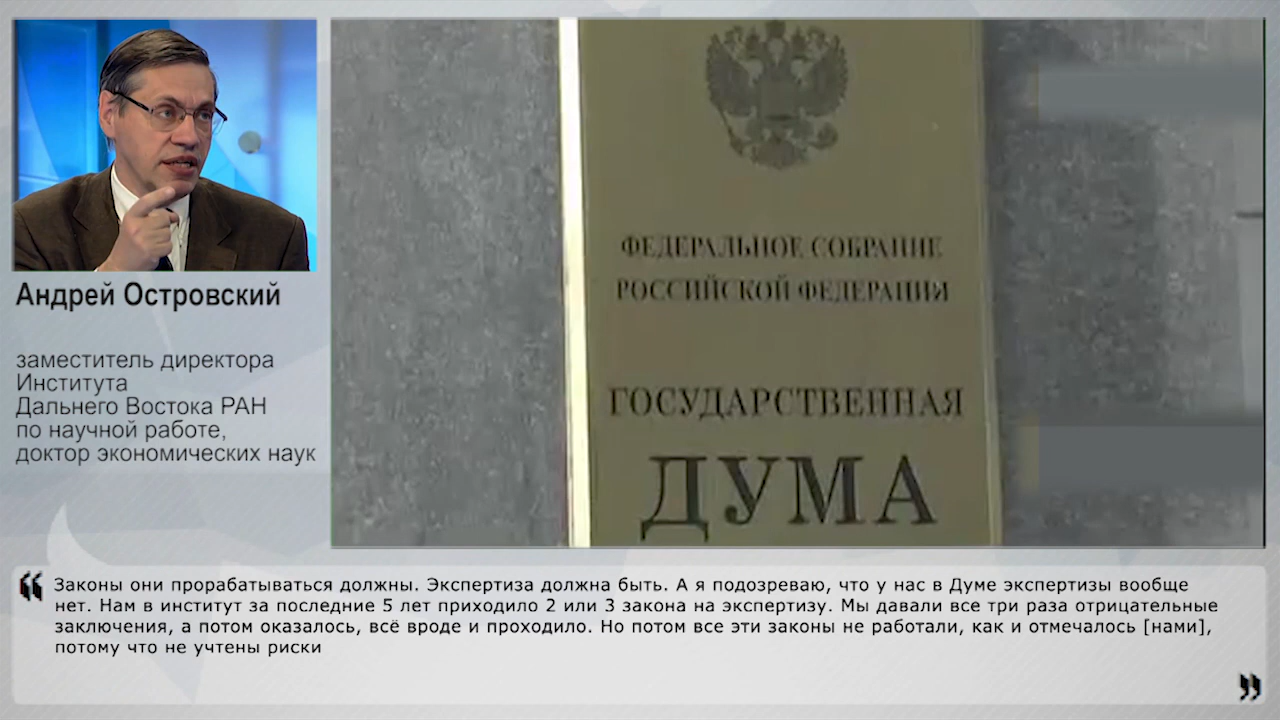 Андрей Островский
заместитель директора
Института
Дальнего Востока РАН
по научной работе,
доктор экономических наук
ФЕДЕРАЛЬНОЕ СОБРАНИЕ
РОССИЙСКОЙ ФЕДЕРАЦИИ
ГОСУДАРСТВЕННАЯ
ДУМА
“ Законы они прорабатываться должны. Экспертиза должна быть. А я подозреваю, что у нас в Думе экспертизы вообще
нет. Нам в институт за последние 5 лет приходило 2 или 3 закона на экспертизу. Мы давали все три раза отрицательные
заключения, а потом оказалось, всё вроде и проходило. Но потом все эти законы не работали, как и отмечалось [нами],
потому что не учтены риски
”